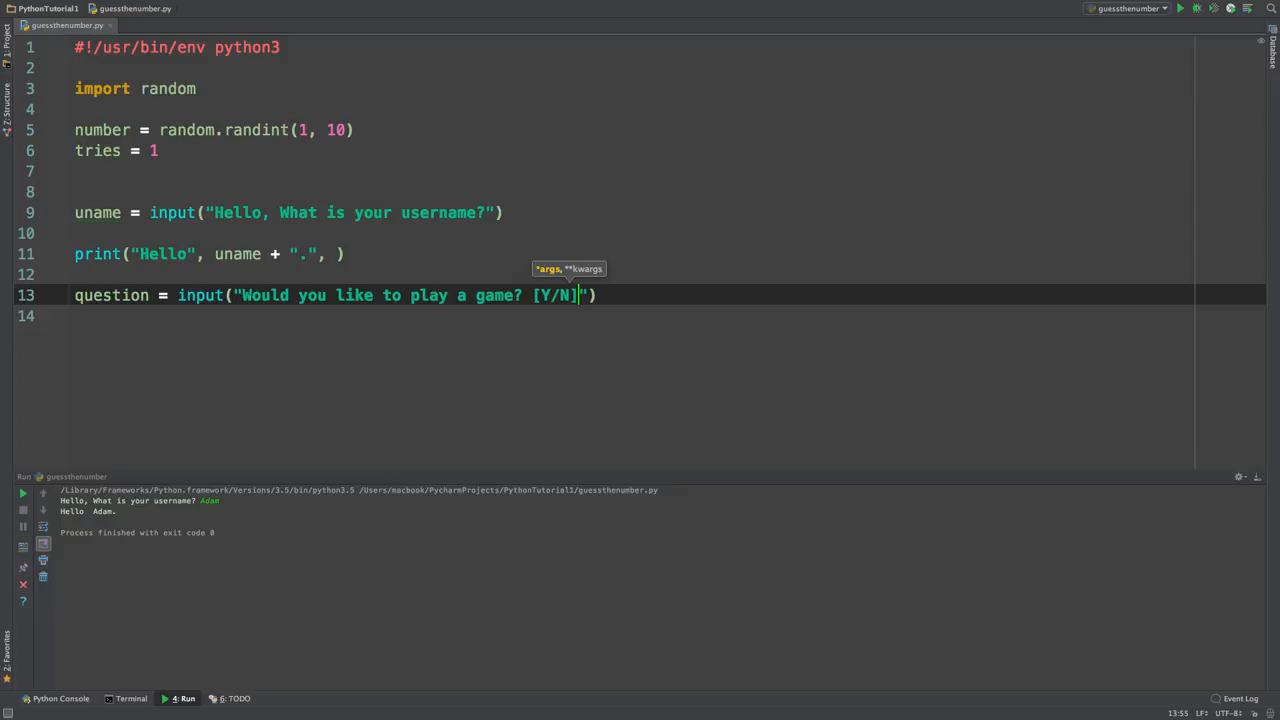 PythonTutorial1 guessthenumber.py guessthenumber
guessthenumber.py
1 #!/usr/bin/env python3
2
3 import random
4
5 number = random.randint(1, 10)
6 tries = 1
7
8
9 uname = input("Hello, What is your username?")
10
11 print("Hello", uname + ".", )
*args, **kwargs
12
13 question = input("Would you like to play a game? [Y/N]")
14
1: Project
7: Structure
2: Favorites
Database
Run guessthenumber
/Library/Frameworks/Python.framework/Versions/3.5/bin/python3.5 /Users/macbook/PycharmProjects/PythonTutorial1/guessthenumber.py
Hello, What is your username? Adam
Hello  Adam.
Process finished with exit code 0
Python Console Terminal 4: Run 6: TODO Event Log
13:55 LF÷ UTF-8÷